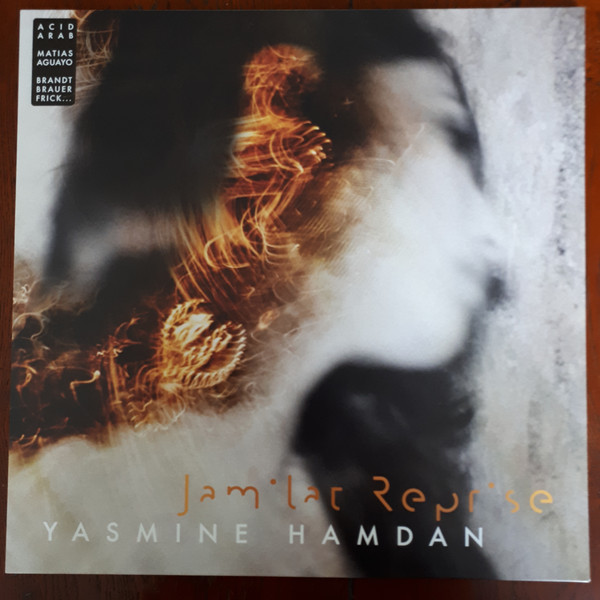 ACID
ARAB
MATIAS
AGUAYO
BRANDT
BRAUER
FRICK...
Jamilat Reprise
YASMINE HAMDAN